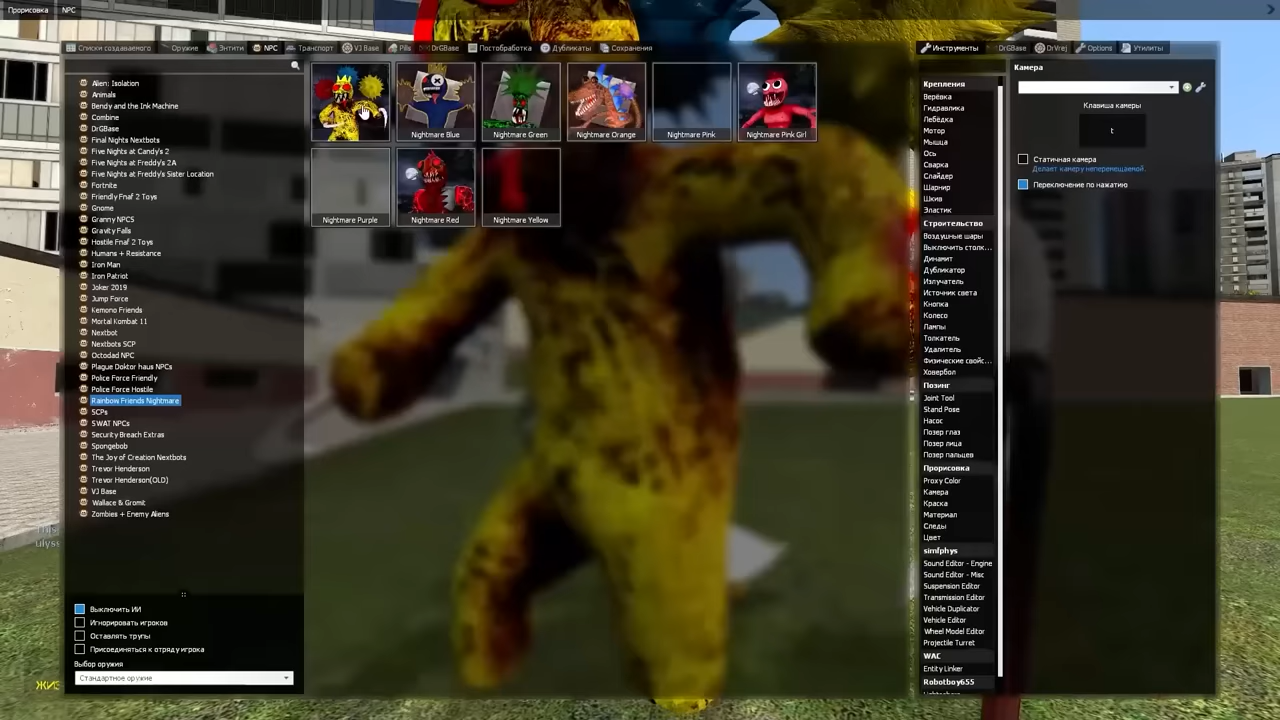 Прорисовка NPC
Списки создаваемого Оружие Энтити NPC Транспорт VJ Base Pills DrGBase Постобработка Дубликаты Сохранения
Инструменты DrGBase DrVrej Options Утилиты
Alien: Isolation
Animals
Bendy and the Ink Machine
Combine
DrGBase
Final Nights Nextbots
Five Nights at Candy's 2
Five Nights at Freddy's 2A
Five Nights at Freddy's Sister Location
Fortnite
Friendly Fnaf 2 Toys
Gnome
Granny NPCS
Gravity Falls
Hostile Fnaf 2 Toys
Humans + Resistance
Iron Man
Iron Patriot
Joker 2019
Jump Force
Kemono Friends
Mortal Kombat 11
Nextbot
Nextbots SCP
Octodad NPC
Plague Doktor haus NPCs
Police Force Friendly
Police Force Hostile
Rainbow Friends Nightmare
SCPs
SWAT NPCs
Security Breach Extras
Spongebob
The Joy of Creation Nextbots
Trevor Henderson
Trevor Henderson(OLD)
VJ Base
Wallace & Gromit
Zombies + Enemy Aliens
Выключить ИИ
Игнорировать игроков
Оставлять трупы
Присоединяться к отряду игрока
Выбор оружия
Стандартное оружие
Nightmare Blue
Nightmare Green
Nightmare Orange
Nightmare Pink
Nightmare Pink Girl
Nightmare Purple
Nightmare Red
Nightmare Yellow
Крепления
Верёвка
Гидравлика
Лебёдка
Мотор
Мышца
Ось
Сварка
Слайдер
Шарнир
Шкив
Эластик
Строительство
Воздушные шары
Выключить столк...
Динамит
Дубликатор
Излучатель
Источник света
Кнопка
Колесо
Лампы
Толкатель
Удалитель
Физические свойс...
Ховербол
Позинг
Joint Tool
Stand Pose
Насос
Позер глаз
Позер лица
Позер пальцев
Прорисовка
Proxy Color
Камера
Краска
Материал
Следы
Цвет
simfphys
Sound Editor - Engine
Sound Editor - Misc
Suspension Editor
Transmission Editor
Vehicle Duplicator
Vehicle Editor
Wheel Model Editor
Projectile Turret
WAC
Entity Linker
Robotboy655
Камера
Клавиша камеры
t
Статичная камера
Делает камеру неперемещаемой.
Переключение по нажатию